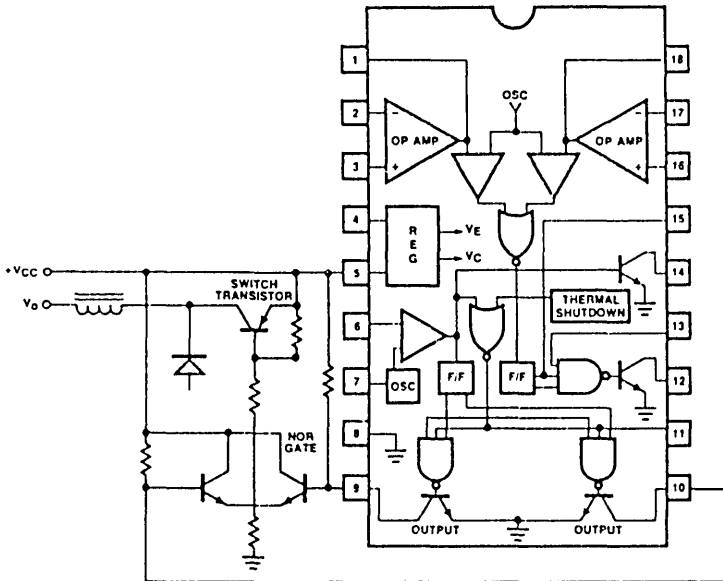 1
18
OSC
2
17
OP AMP
OP AMP
3
16
4
15
R
E
G
VE
VC
+VCC
5
14
SWITCH
TRANSISTOR
THERMAL
SHUTDOWN
Vo
6
13
7
OSC
F/F
F/F
12
8
11
NOR
GATE
9
10
OUTPUT
OUTPUT